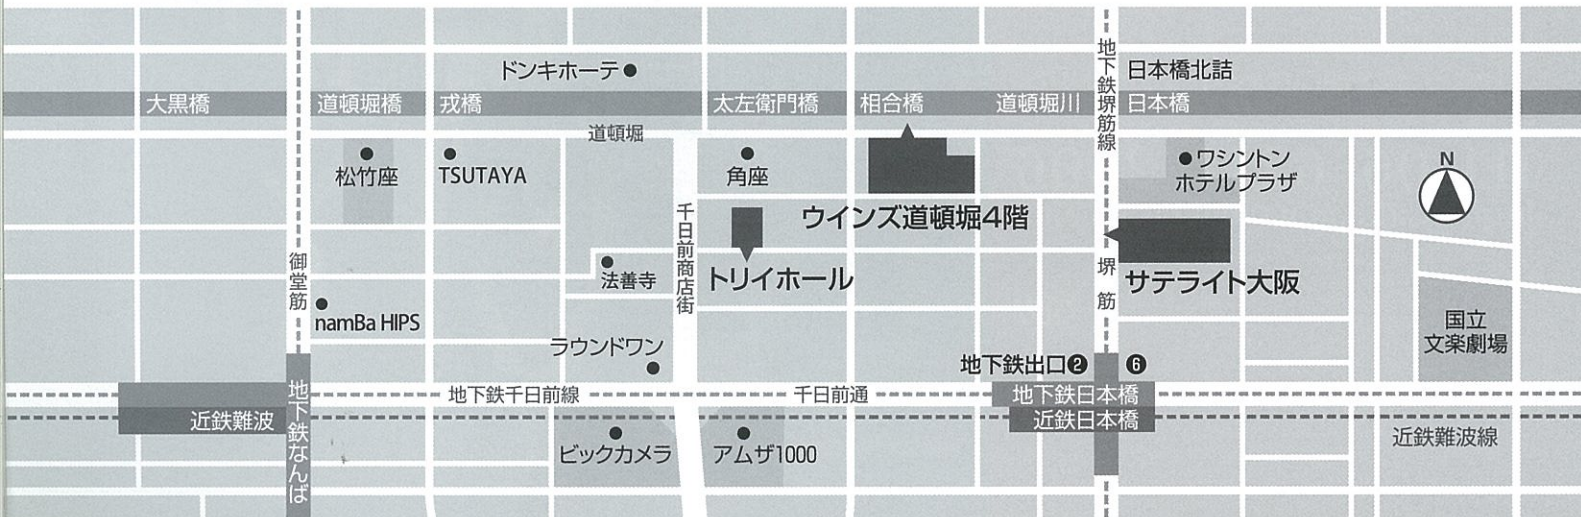 地下鉄堺筋線
ドンキホーテ
日本橋北詰
大黒橋
道頓堀橋
戎橋
太左衛門橋
相合橋
道頓堀川
日本橋
道頓堀
松竹座
TSUTAYA
角座
ワシントン
ホテルプラザ
N
ウインズ道頓堀4階
千日前商店街
御堂筋
法善寺
トリイホール
堺筋
サテライト大阪
namBa HIPS
国立
文楽劇場
ラウンドワン
地下鉄出口❷
❻
地下鉄千日前線
千日前通
地下鉄日本橋
近鉄難波
地下鉄なんば
近鉄日本橋
近鉄難波線
ビックカメラ
アムザ1000